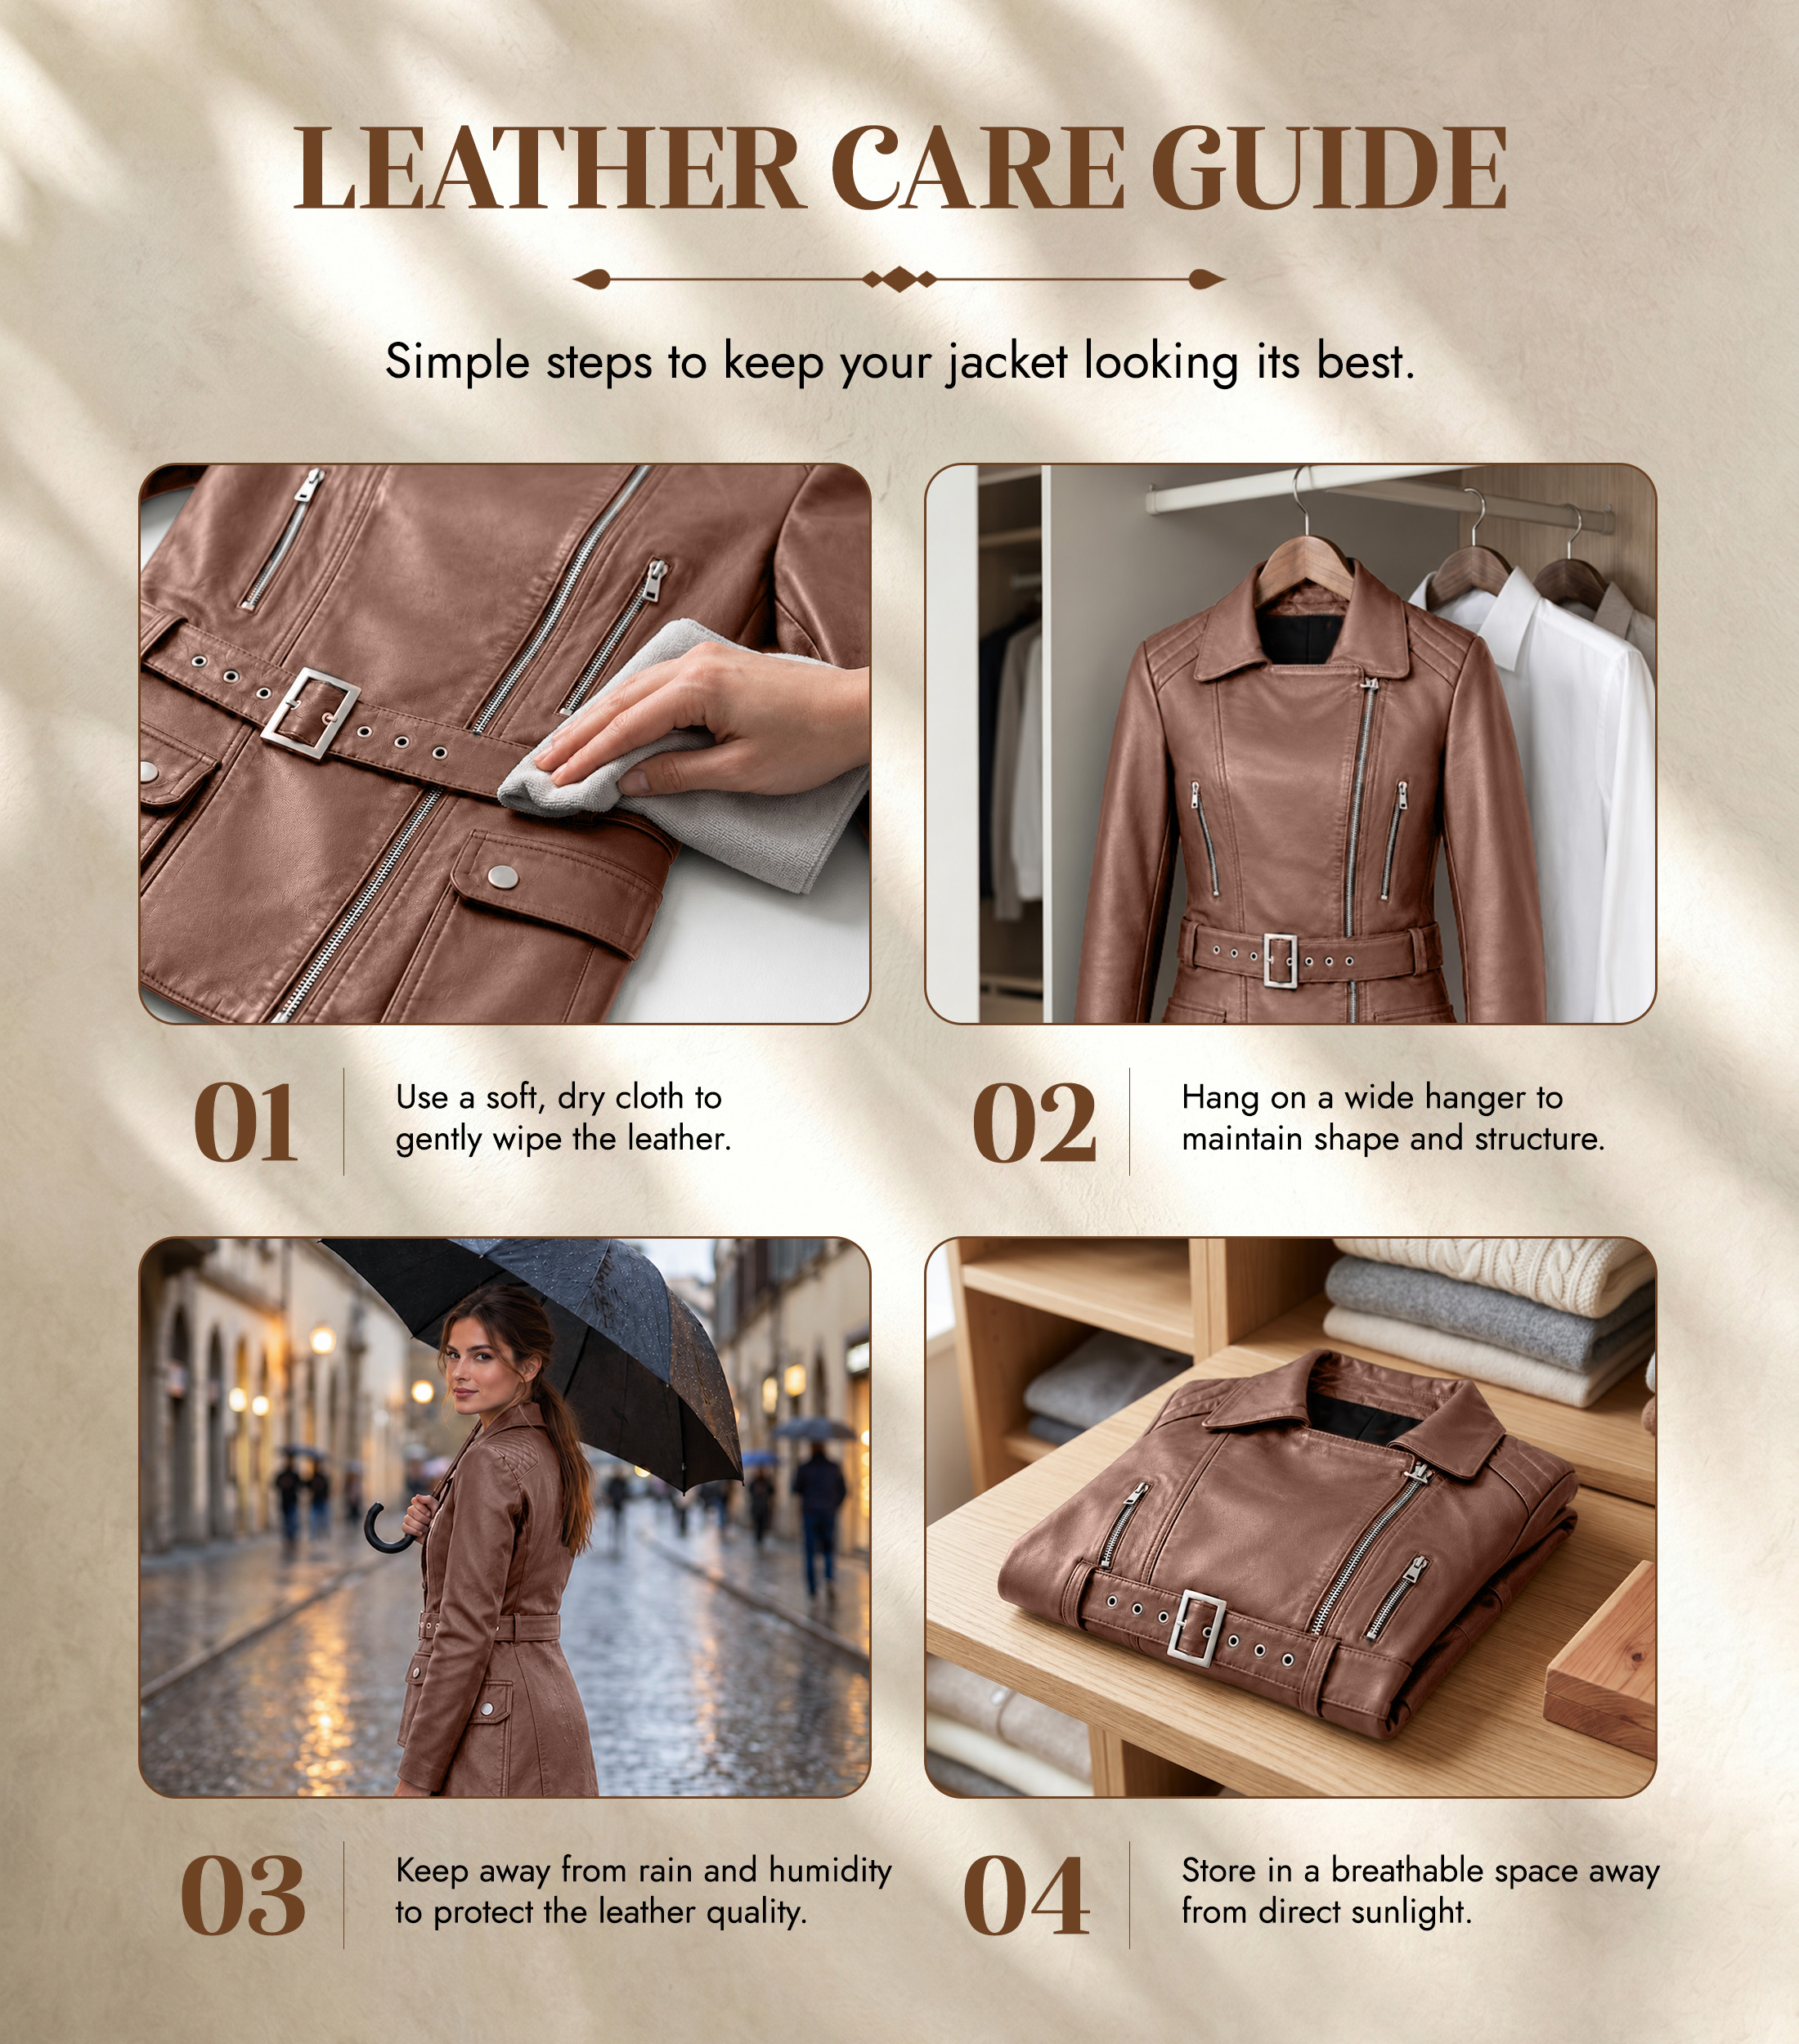 LEATHER CARE GUIDE
Simple steps to keep your jacket looking its best.
01
Use a soft, dry cloth to
gently wipe the leather.
02
Hang on a wide hanger to
maintain shape and structure.
03
Keep away from rain and humidity
to protect the leather quality.
04
Store in a breathable space away
from direct sunlight.